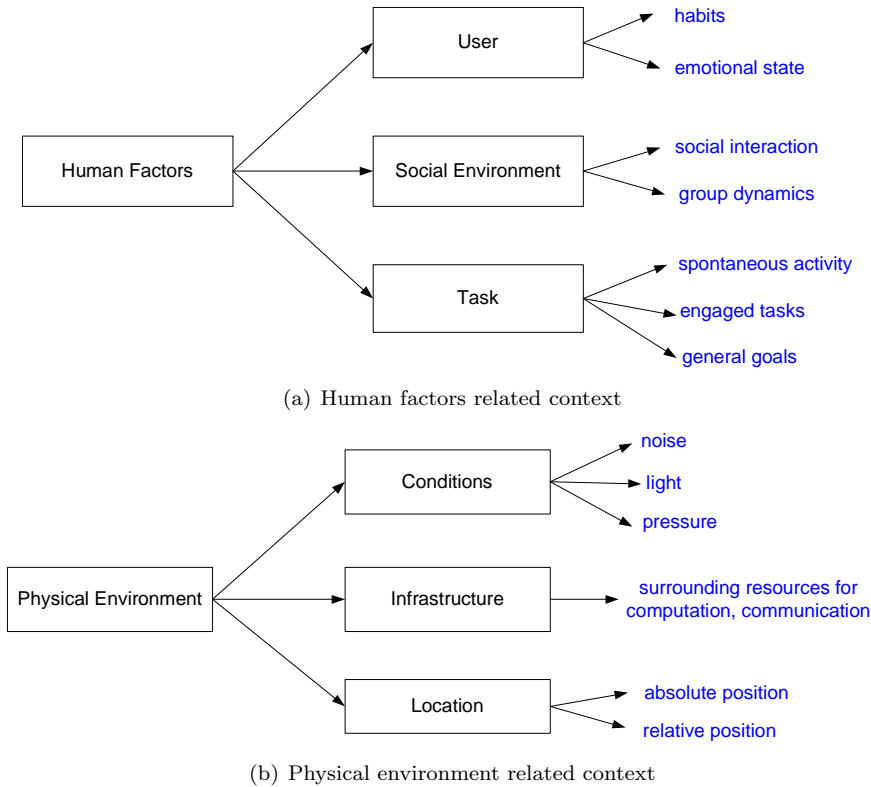 habits
User
emotional state
Human Factors
Social Environment
social interaction
group dynamics
Task
spontaneous activity
engaged tasks
general goals
(a) Human factors related context
noise
Conditions
light
pressure
Physical Environment
Infrastructure
surrounding resources for
computation, communication
Location
absolute position
relative position
(b) Physical environment related context